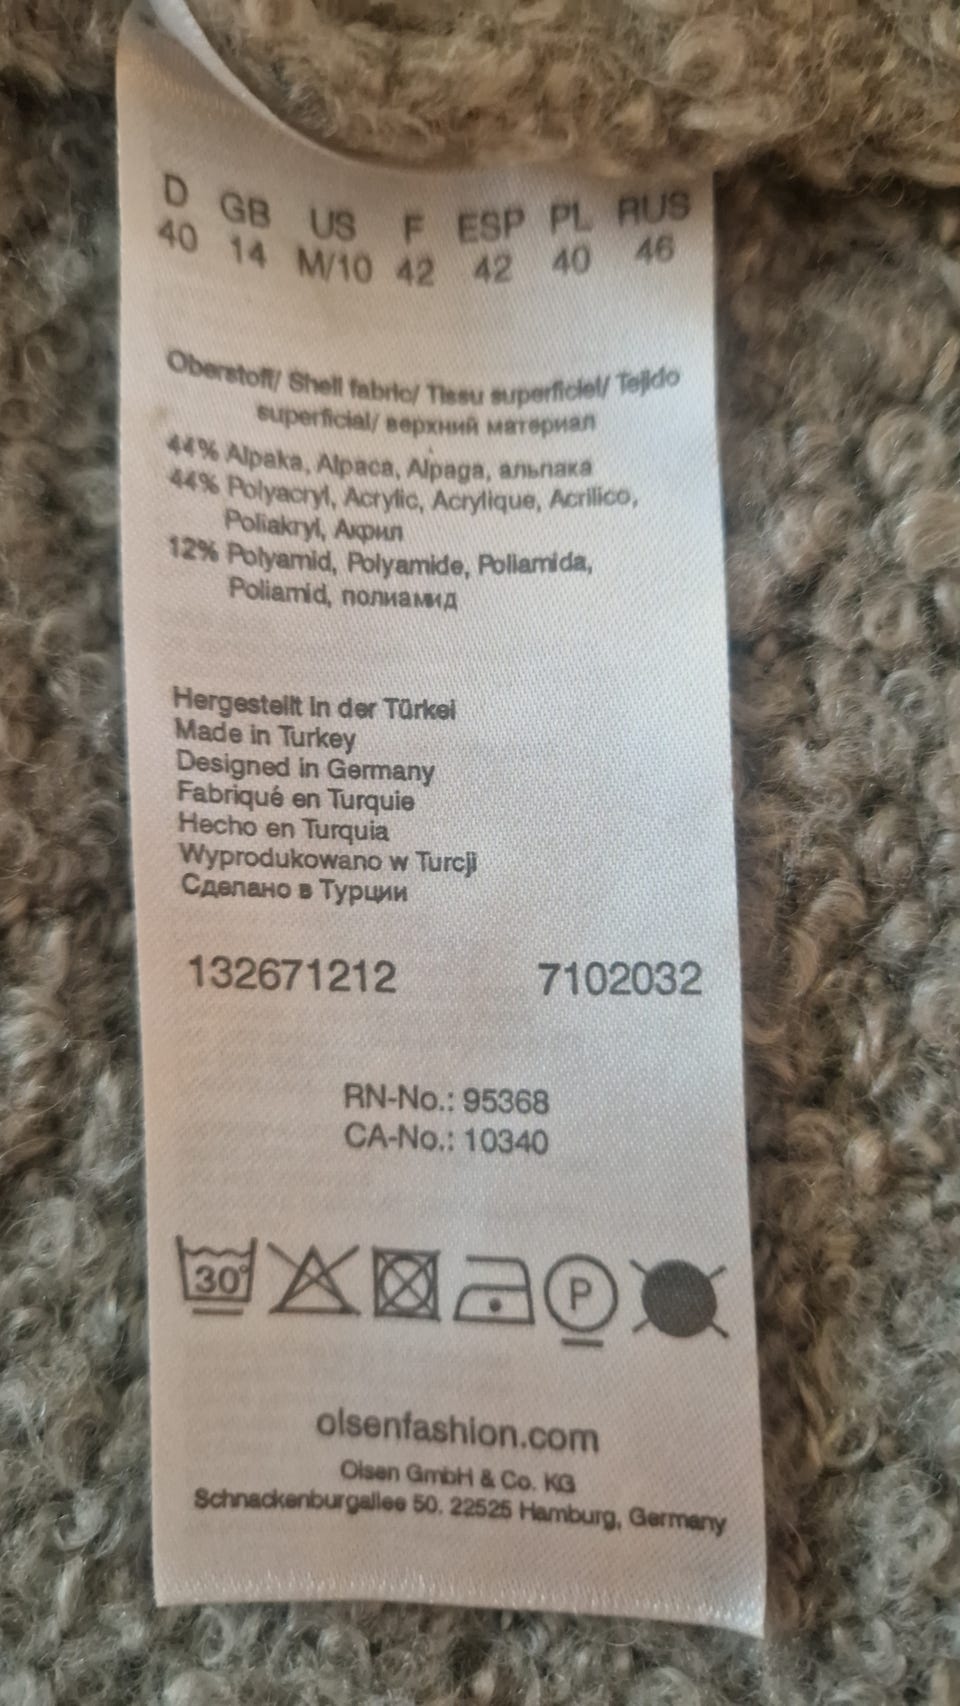 D GB US F ESP PL RUS
40 14 M/10 42 42 40 46
Oberstoff/ Shell fabric/ Tissu superficiel/ Tejido
superficial/ верхний материал
44% Alpaka, Alpaca, Alpaga, альпака
44% Polyacryl, Acrylic, Acrylique, Acrilico,
Poliakryl, Акрил
12% Polyamid, Polyamide, Poliamida,
Poliamid, полиамид
Hergestellt in der Türkei
Made in Turkey
Designed in Germany
Fabriqué en Turquie
Hecho en Turquia
Wyprodukowano w Turcji
Сделано в Турции
132671212 7102032
RN-No.: 95368
CA-No.: 10340
30° P
olsenfashion.com
Olsen GmbH & Co. KG
Schnackenburgallee 50. 22525 Hamburg, Germany